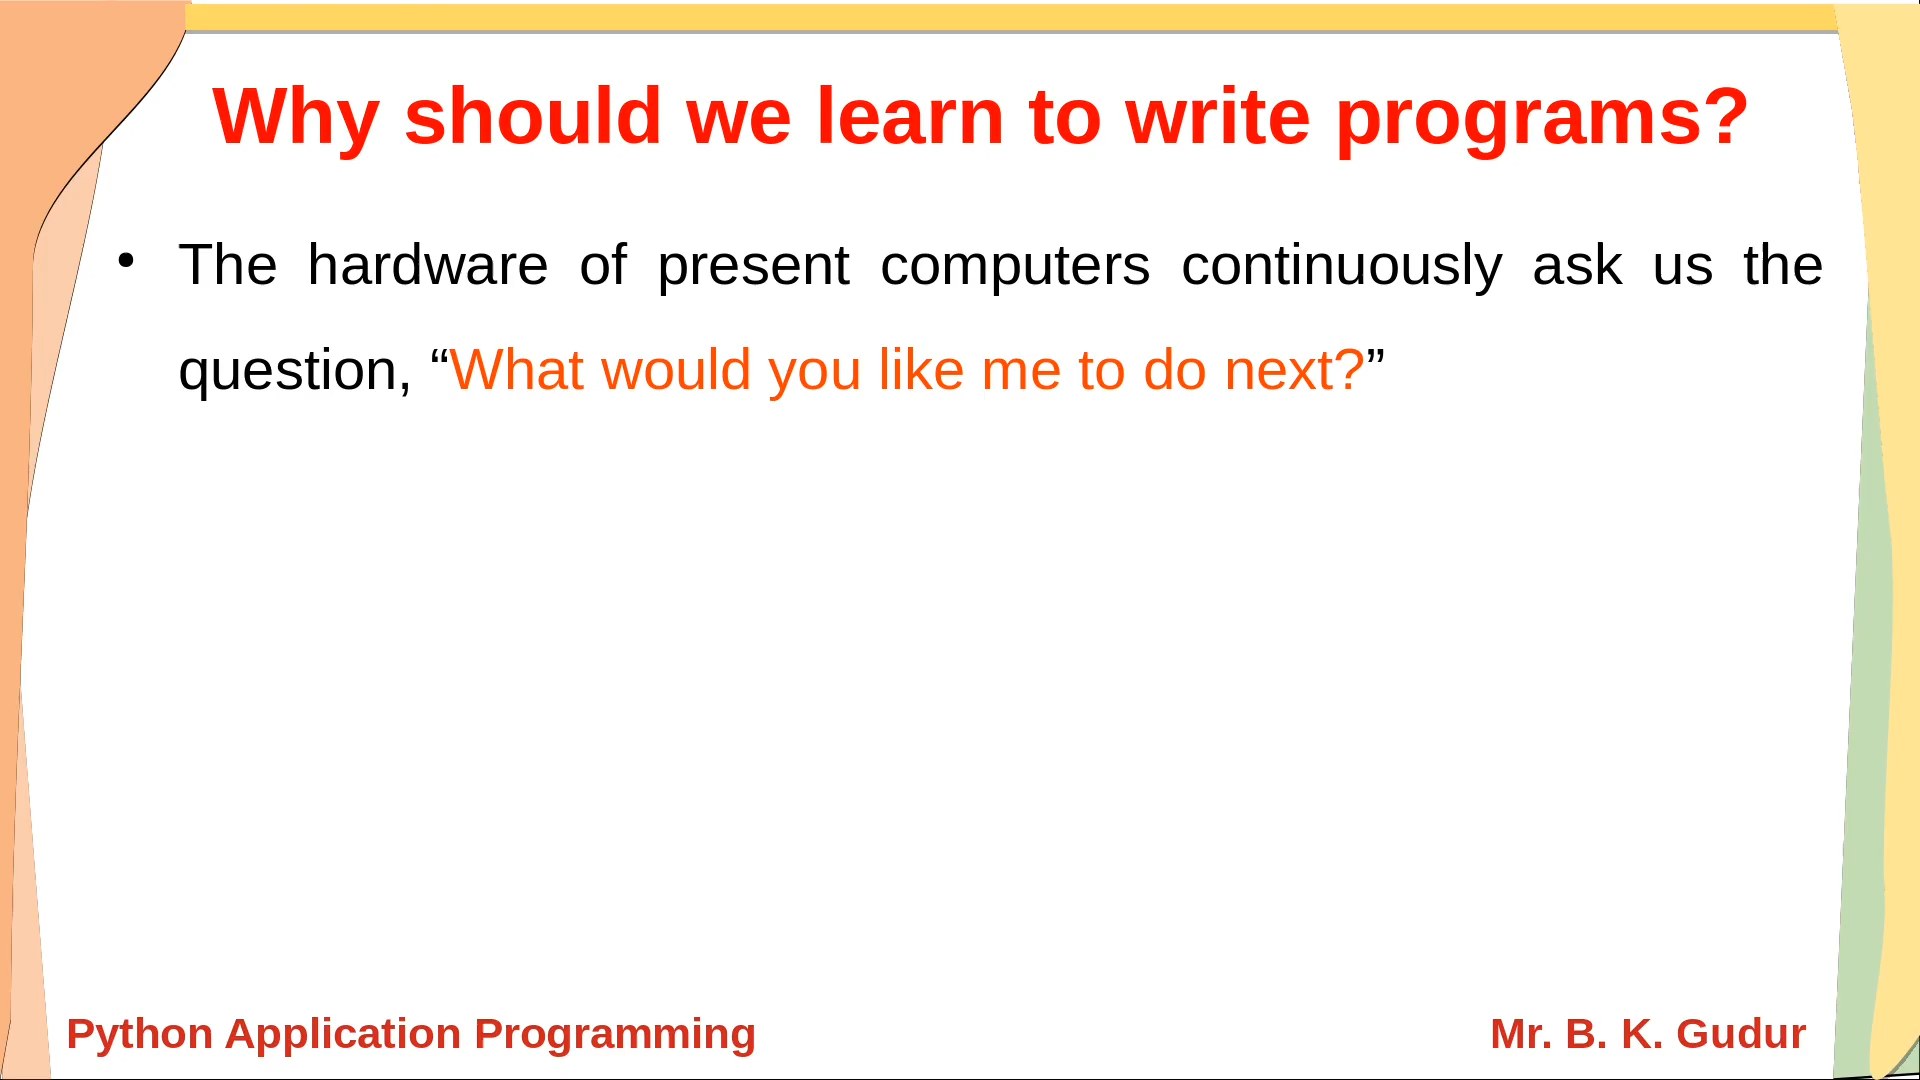 Why should we learn to write programs?
• The hardware of present computers continuously ask us the
question, “What would you like me to do next?”
Python Application Programming
Mr. B. K. Gudur